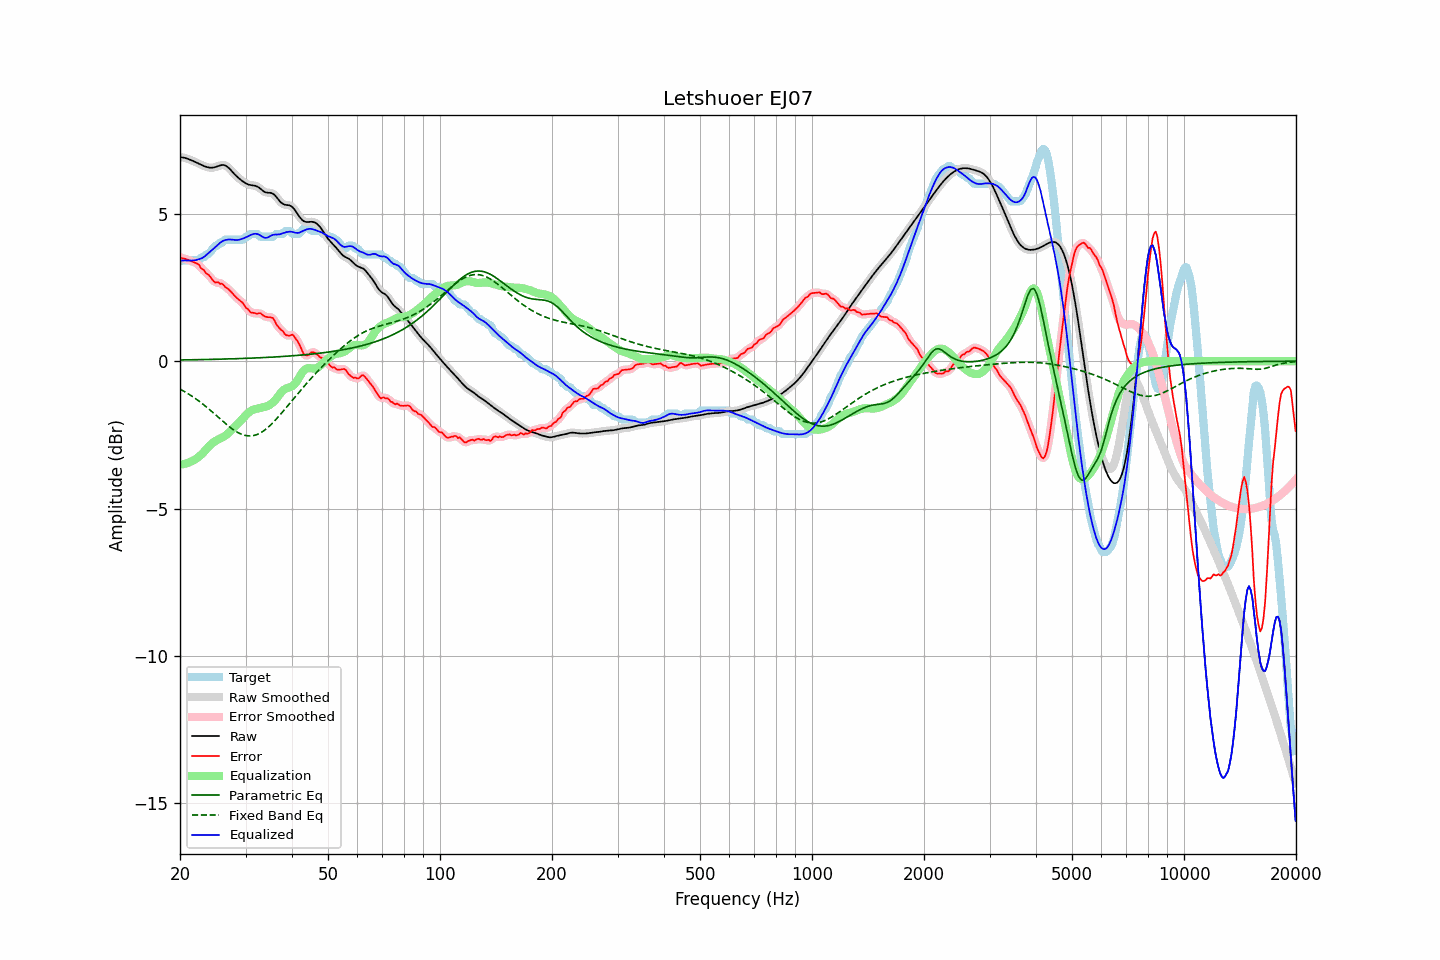 Letshuoer EJ07
Amplitude (dBr)
5
0
−5
−10
−15
Target
Raw Smoothed
Error Smoothed
Raw
Error
Equalization
Parametric Eq
Fixed Band Eq
Equalized
20 50 100 200 500 1000 2000 5000 10000 20000
Frequency (Hz)